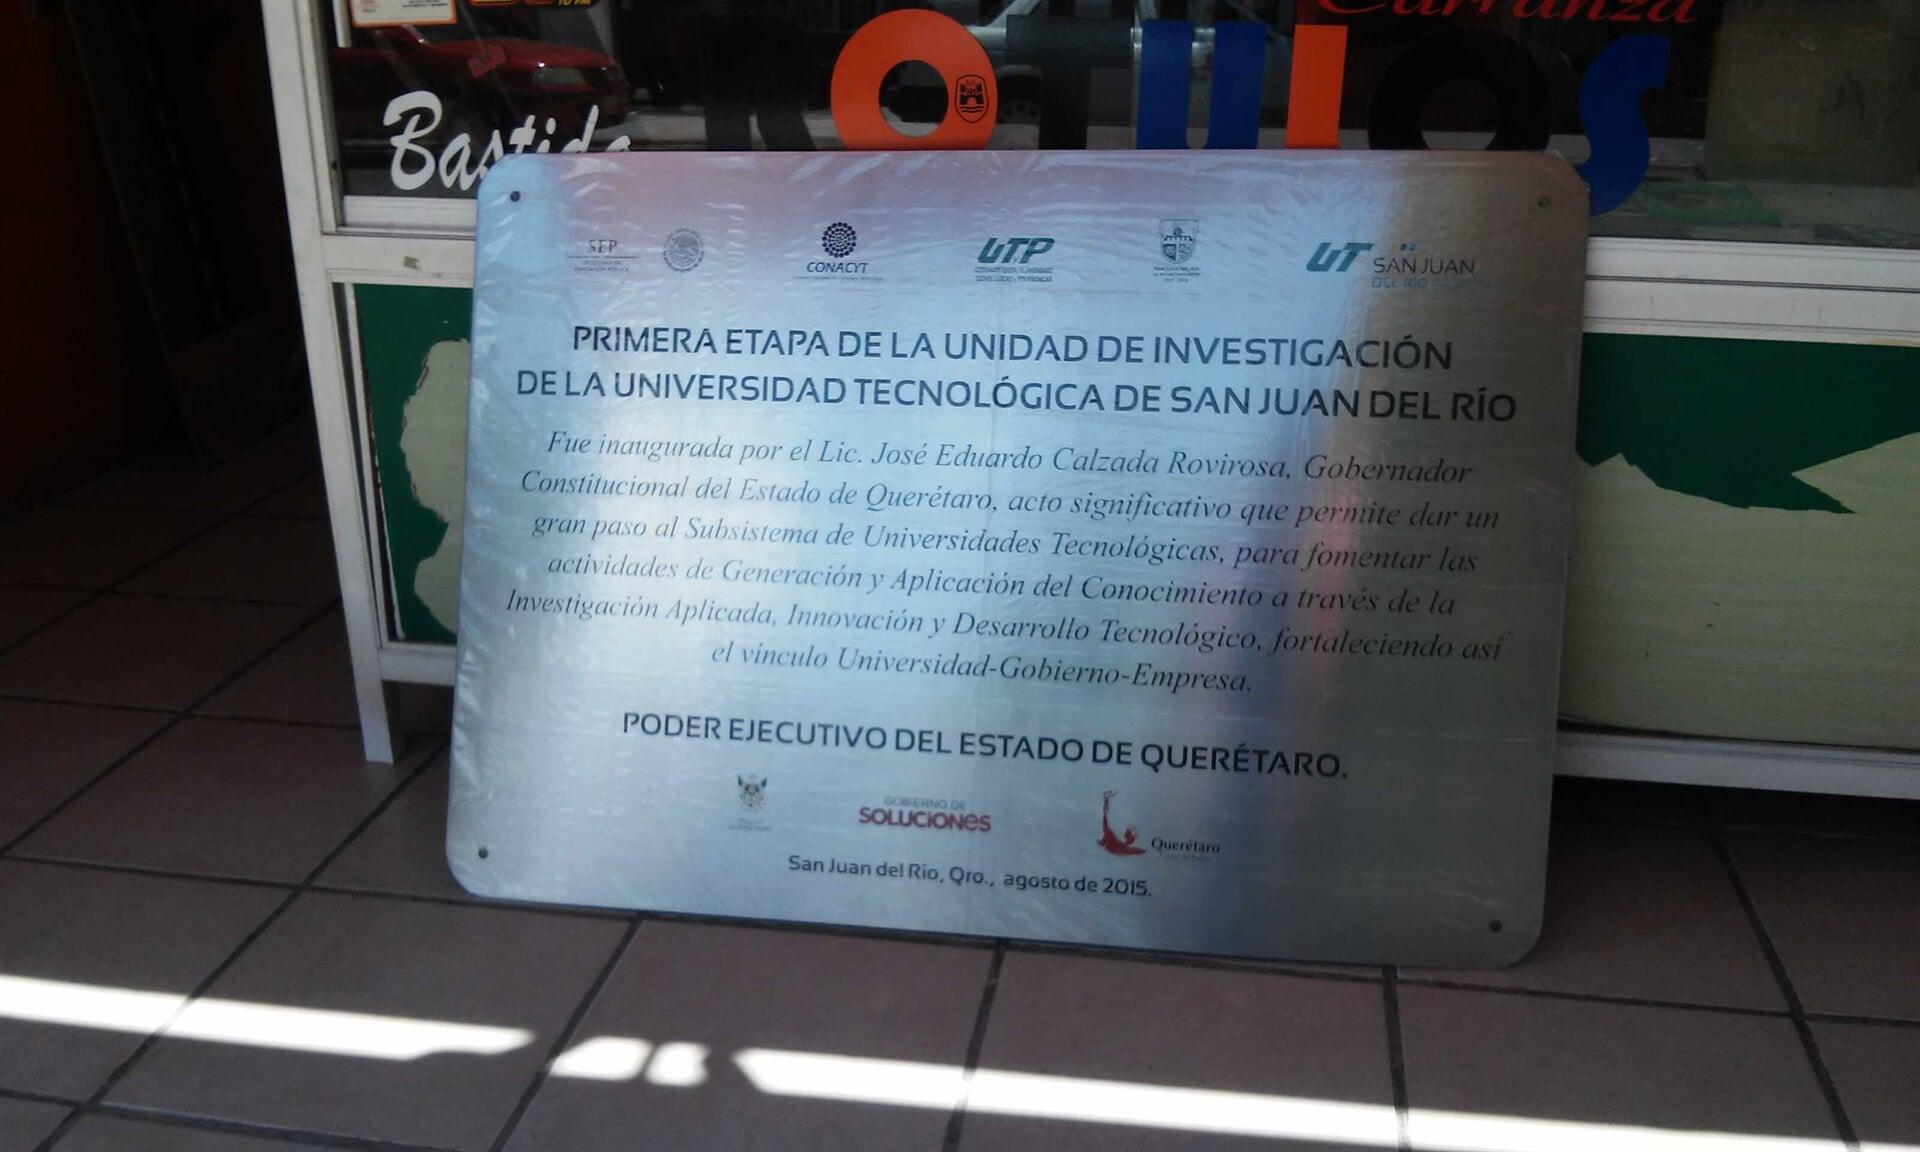 Carranza
ROTULOS
Bastida
SEP
CONACYT
UTP
UT SAN JUAN
DEL RÍO
PRIMERA ETAPA DE LA UNIDAD DE INVESTIGACIÓN
DE LA UNIVERSIDAD TECNOLÓGICA DE SAN JUAN DEL RÍO
Fue inaugurada por el Lic. José Eduardo Calzada Rovirosa, Gobernador
Constitucional del Estado de Querétaro, acto significativo que permite dar un
gran paso al Subsistema de Universidades Tecnológicas, para fomentar las
actividades de Generación y Aplicación del Conocimiento a través de la
Investigación Aplicada, Innovación y Desarrollo Tecnológico, fortaleciendo así
el vínculo Universidad-Gobierno-Empresa.
PODER EJECUTIVO DEL ESTADO DE QUERÉTARO.
GOBIERNO DE
SOLUCIONES
Querétaro
San Juan del Río, Qro., agosto de 2015.